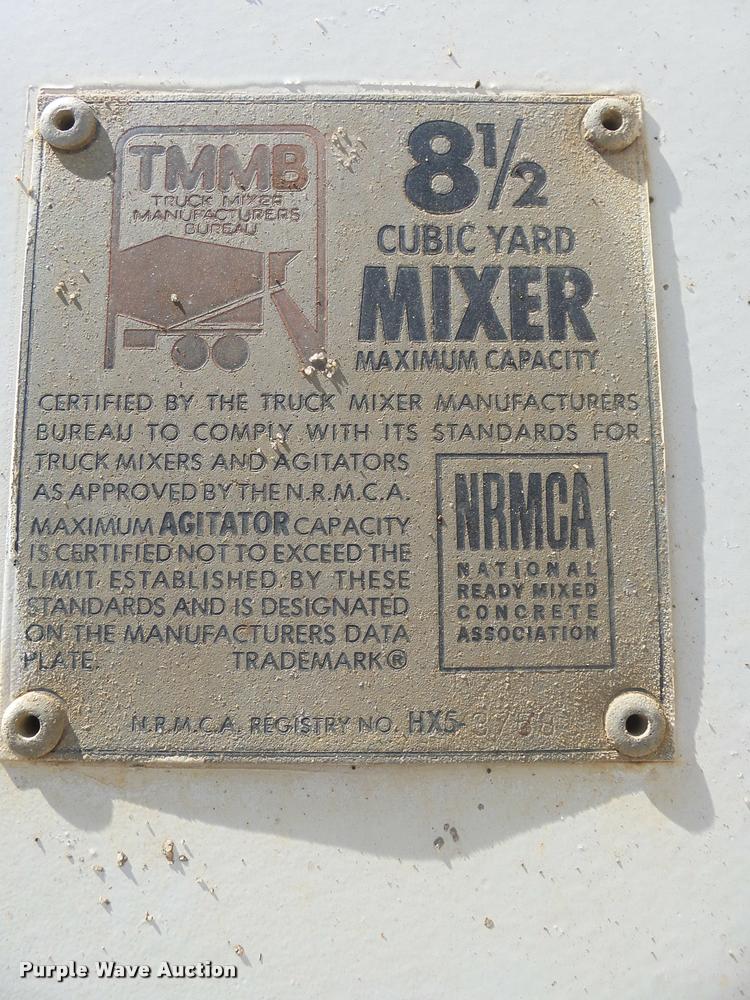 TMMB
TRUCK MIXER
MANUFACTURERS
BUREAU
8 1/2
CUBIC YARD
MIXER
MAXIMUM CAPACITY
CERTIFIED BY THE TRUCK MIXER MANUFACTURERS
BUREAU TO COMPLY WITH ITS STANDARDS FOR
TRUCK MIXERS AND AGITATORS
AS APPROVED BY THE N.R.M.C.A.
MAXIMUM AGITATOR CAPACITY
IS CERTIFIED NOT TO EXCEED THE
LIMIT ESTABLISHED BY THESE
STANDARDS AND IS DESIGNATED
ON THE MANUFACTURERS DATA
PLATE. TRADEMARK®
NRMCA
NATIONAL
READY MIXED
CONCRETE
ASSOCIATION
N.R.M.C.A. REGISTRY NO. HX5-
Purple Wave Auction